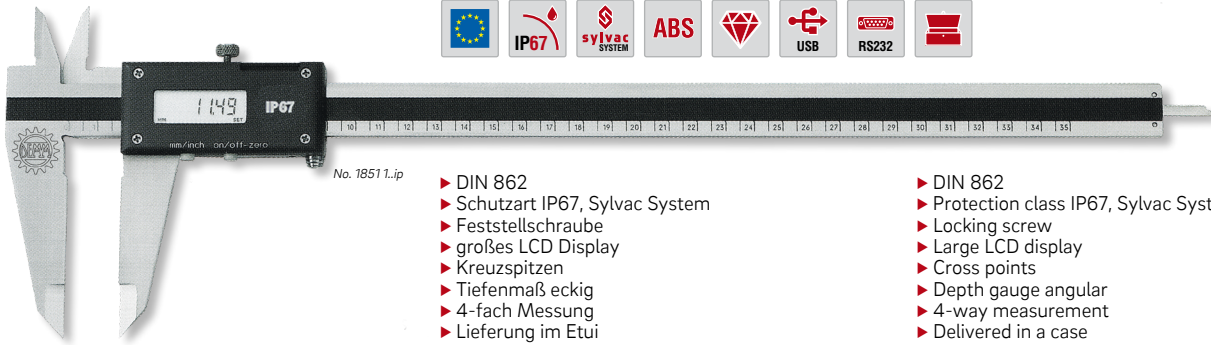 IP67
sylvac
SYSTEM
ABS
USB
RS232
11.49
MM
SET
IP67
mm/inch on/off-zero
10 11 12 13 14 15 16 17 18 19 20 21 22 23 24 25 26 27 28 29 30 31 32 33 34 35
No. 1851 1..ip
▶ DIN 862
▶ Schutzart IP67, Sylvac System
▶ Feststellschraube
▶ großes LCD Display
▶ Kreuzspitzen
▶ Tiefenmaß eckig
▶ 4-fach Messung
▶ Lieferung im Etui
▶ DIN 862
▶ Protection class IP67, Sylvac Syst
▶ Locking screw
▶ Large LCD display
▶ Cross points
▶ Depth gauge angular
▶ 4-way measurement
▶ Delivered in a case